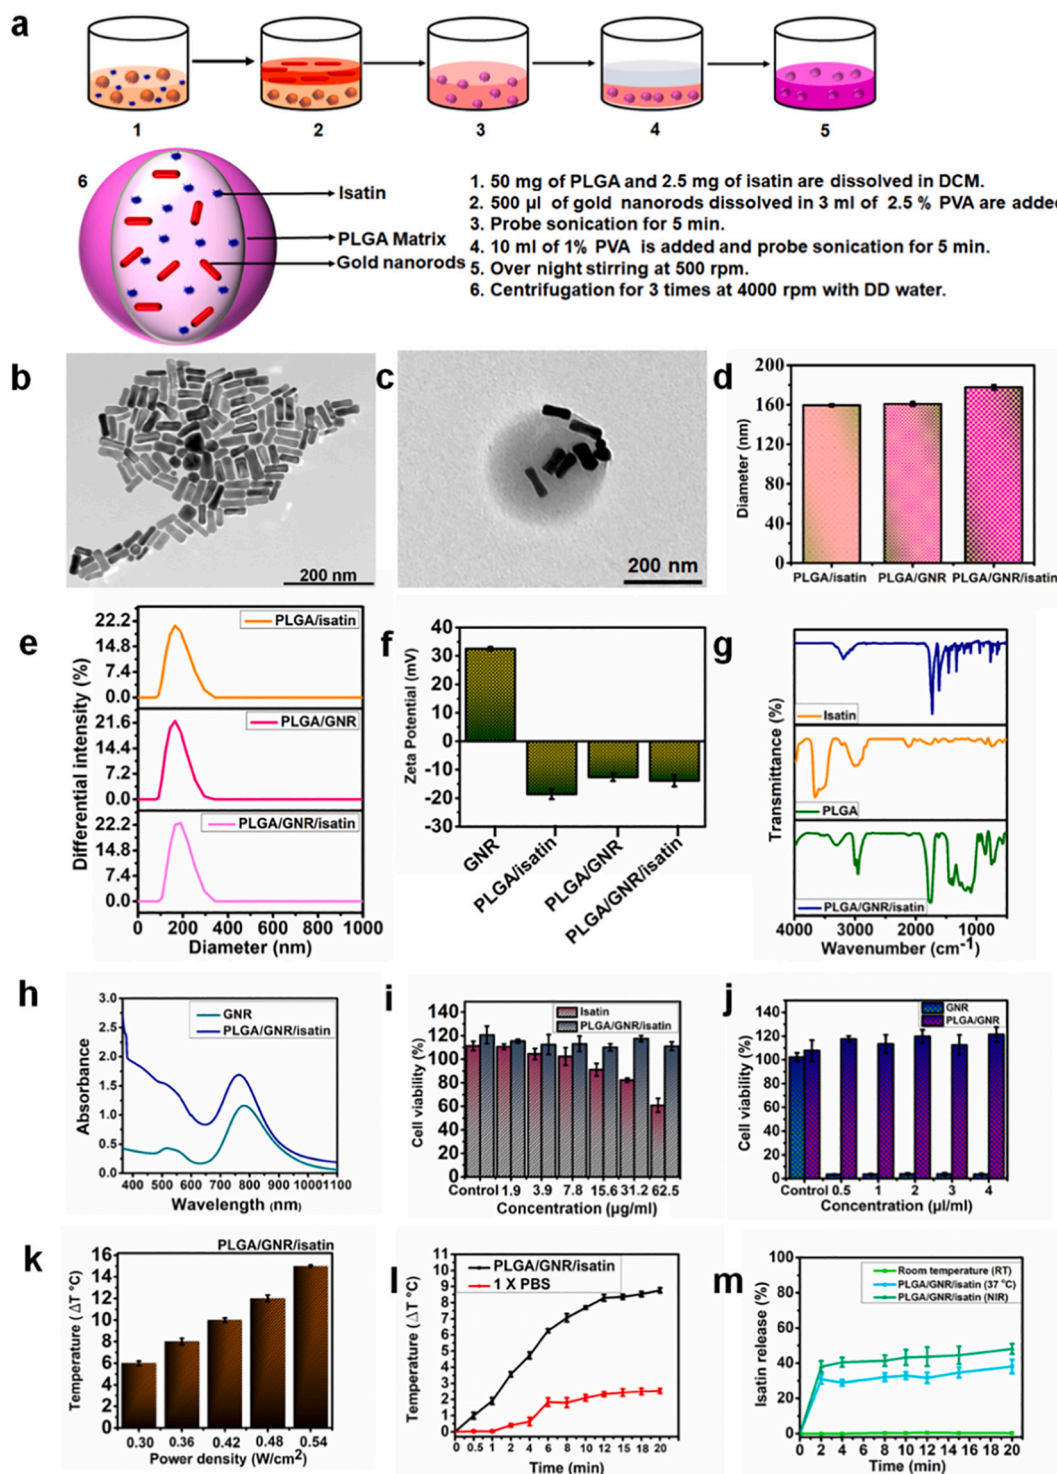 a
1
2
3
4
5
6
Isatin
PLGA Matrix
Gold nanorods
1. 50 mg of PLGA and 2.5 mg of isatin are dissolved in DCM.
2. 500 µl of gold nanorods dissolved in 3 ml of 2.5 % PVA are added
3. Probe sonication for 5 min.
4. 10 ml of 1% PVA is added and probe sonication for 5 min.
5. Over night stirring at 500 rpm.
6. Centrifugation for 3 times at 4000 rpm with DD water.
b
200 nm
c
200 nm
d
Diameter (nm)
200
160
120
80
40
0
PLGA/isatin PLGA/GNR PLGA/GNR/isatin
e
Differential intensity (%)
22.2
14.8
7.4
0.0
PLGA/isatin
21.6
14.4
7.2
0.0
PLGA/GNR
22.2
14.8
7.4
0.0
PLGA/GNR/isatin
0 200 400 600 800 1000
Diameter (nm)
f
Zeta Potential (mV)
40
30
20
10
0
-10
-20
-30
GNR
PLGA/isatin
PLGA/GNR
PLGA/GNR/isatin
g
Transmittance (%)
Isatin
PLGA
PLGA/GNR/isatin
4000 3000 2000 1000
Wavenumber (cm-1)
h
Absorbance
3.0
2.5
2.0
1.5
1.0
0.5
0.0
GNR
PLGA/GNR/isatin
400 500 600 700 800 900 1000 1100
Wavelength (nm)
i
Cell viability (%)
140
120
100
80
60
40
20
0
Isatin
PLGA/GNR/isatin
Control 1.9 3.9 7.8 15.6 31.2 62.5
Concentration (µg/ml)
j
Cell viability (%)
140
120
100
80
60
40
20
0
GNR
PLGA/GNR
Control 0.5 1 2 3 4
Concentration (µl/ml)
k
PLGA/GNR/isatin
Temperature (ΔT °C)
16
14
12
10
8
6
4
2
0
0.30 0.36 0.42 0.48 0.54
Power density (W/cm2)
l
Temperature (ΔT °C)
9
8
7
6
5
4
3
2
1
0
PLGA/GNR/isatin
1 X PBS
0 0.5 1 2 4 6 8 10 12 15 18 20
Time (min)
m
Isatin release (%)
100
80
60
40
20
0
Room temperature (RT)
PLGA/GNR/isatin (37 °C)
PLGA/GNR/isatin (NIR)
0 2 4 6 8 10 12 14 16 18 20
Time (min)